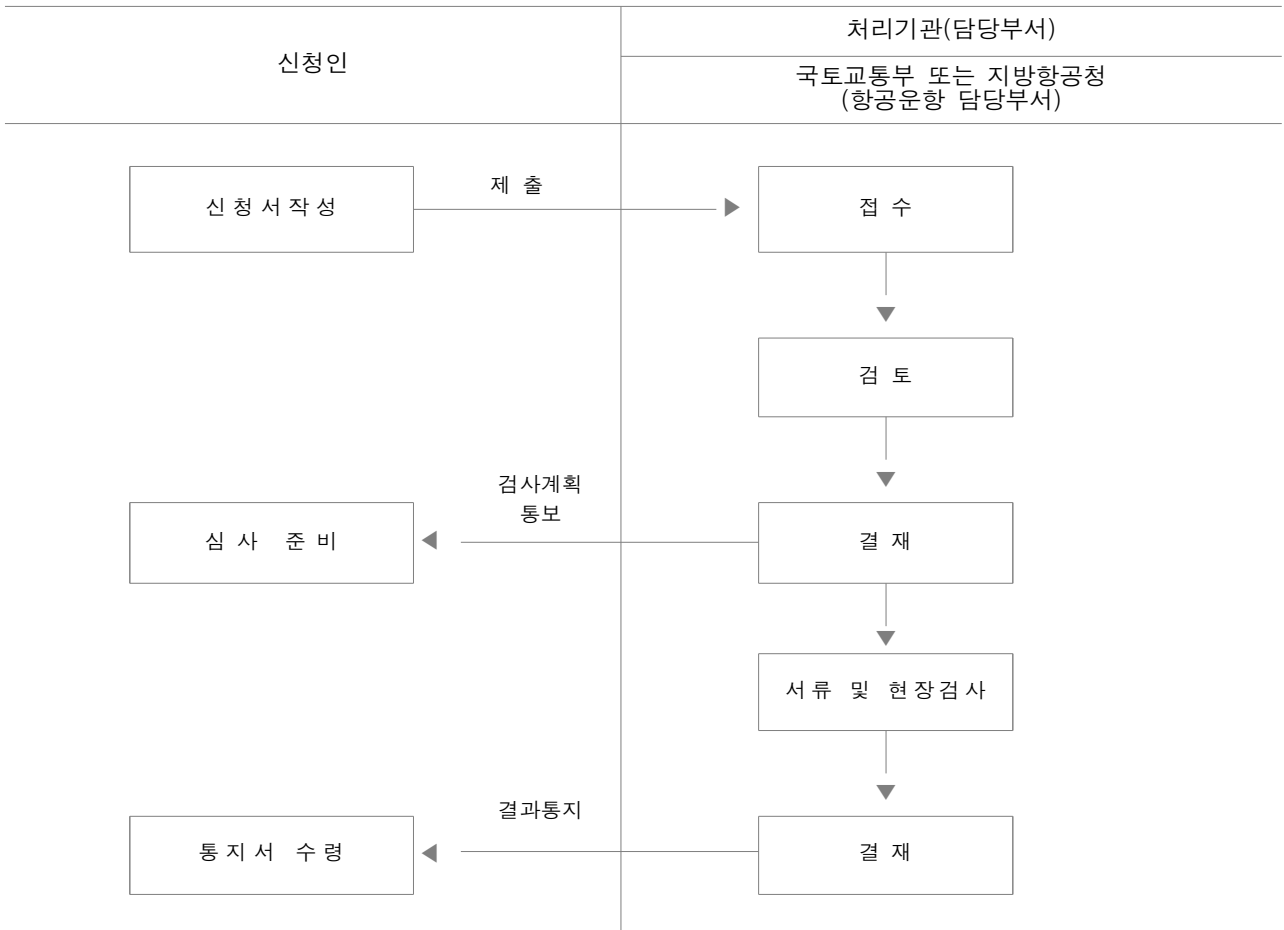 신청인
처리기관(담당부서)
국토교통부 또는 지방항공청
(항공운항 담당부서)
신청서작성
제 출
접 수
검 토
검사계획
통보
심 사 준 비
결 재
서류 및 현장검사
결과통지
통지서 수령
결 재